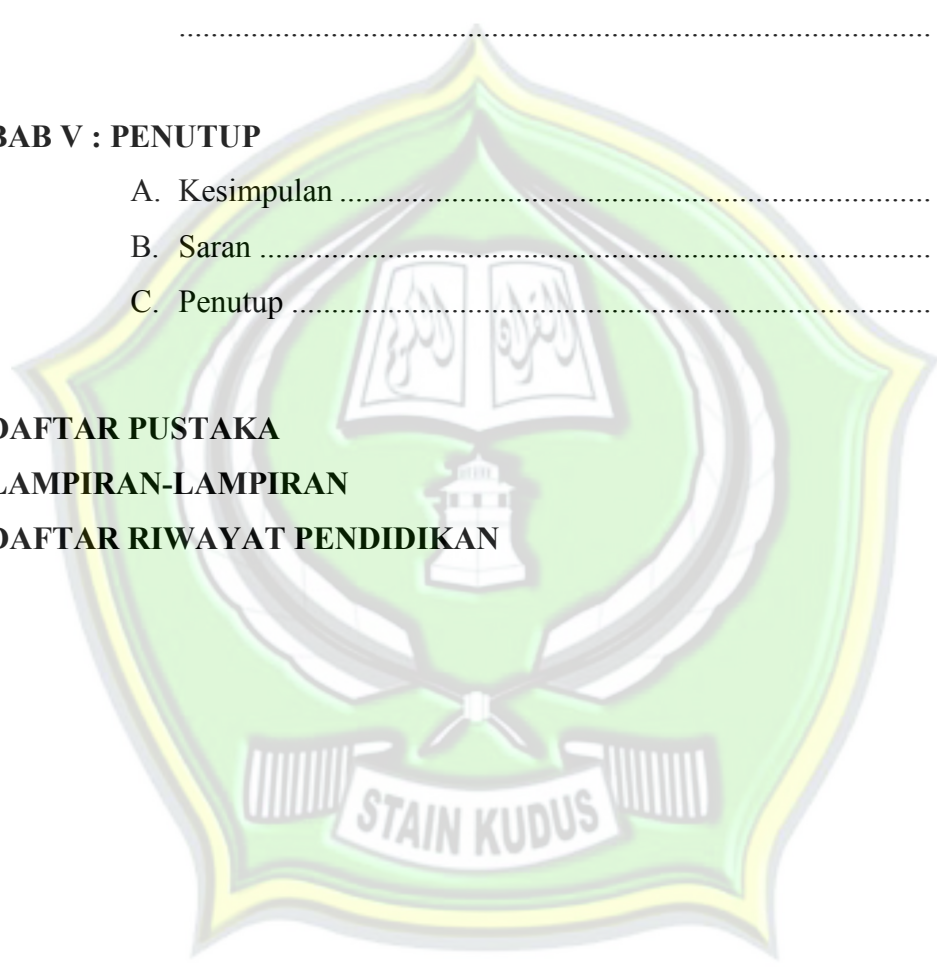 ................................................................................................
BAB V : PENUTUP
A. Kesimpulan ...........................................................................
B. Saran .....................................................................................
C. Penutup .................................................................................
DAFTAR PUSTAKA
LAMPIRAN-LAMPIRAN
DAFTAR RIWAYAT PENDIDIKAN
STAIN KUDUS